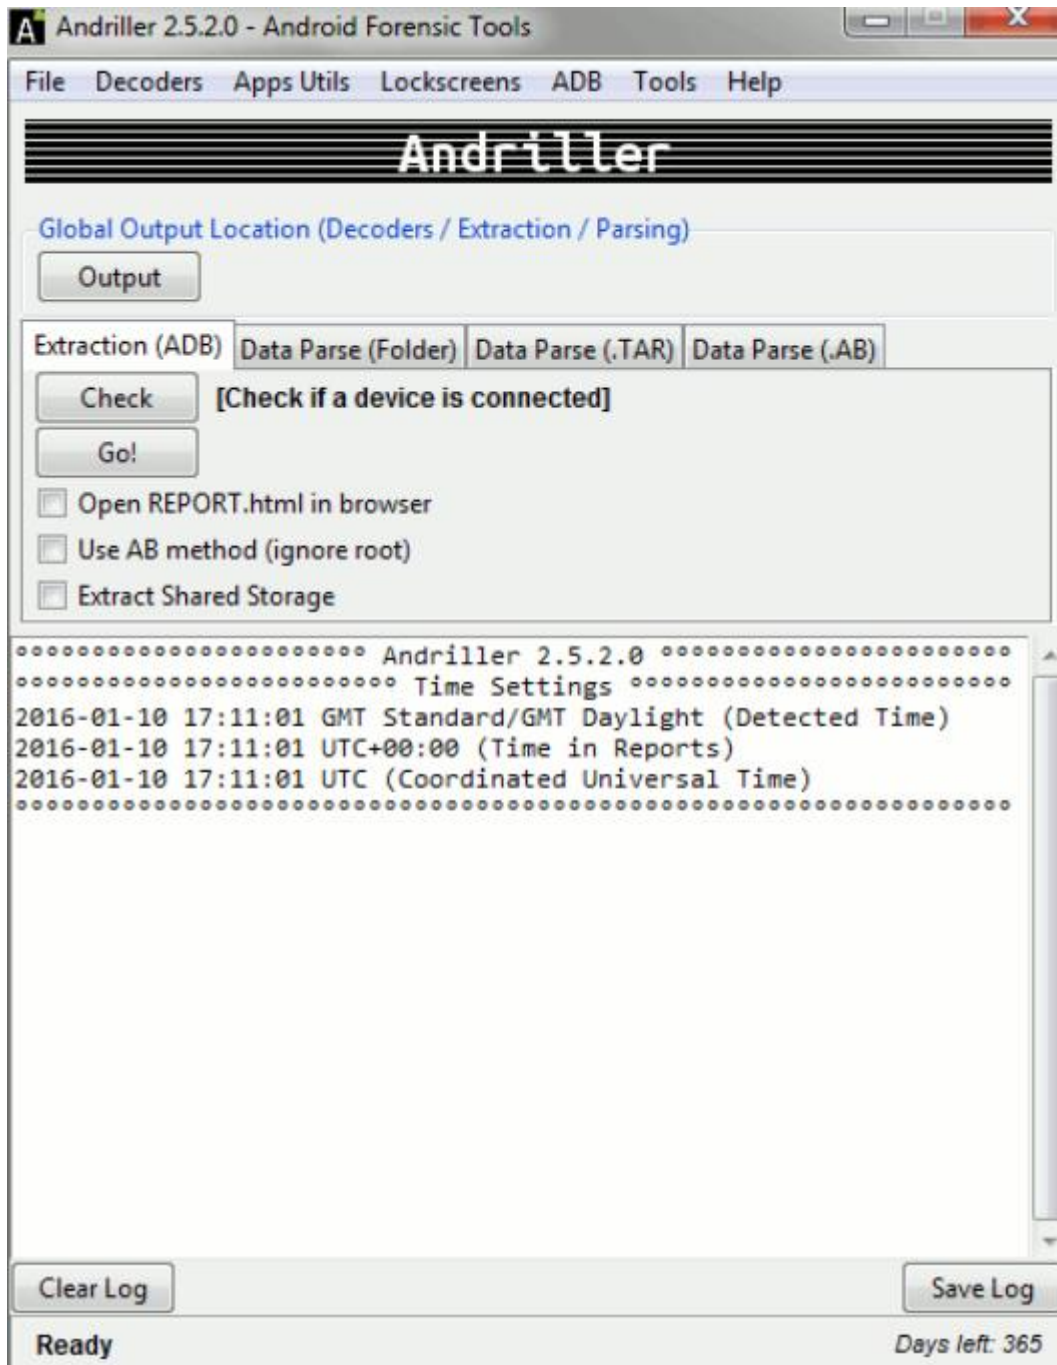 Andriller 2.5.2.0 - Android Forensic Tools
X
File Decoders Apps Utils Lockscreens ADB Tools Help
Andriller
Global Output Location (Decoders / Extraction / Parsing)
Output
Extraction (ADB) Data Parse (Folder) Data Parse (.TAR) Data Parse (.AB)
Check [Check if a device is connected]
Go!
Open REPORT.html in browser
Use AB method (ignore root)
Extract Shared Storage
°°°°°°°°°°°°°°°°°°°°°°° Andriller 2.5.2.0 °°°°°°°°°°°°°°°°°°°°°°°
°°°°°°°°°°°°°°°°°°°°°°°°° Time Settings °°°°°°°°°°°°°°°°°°°°°°°°°
2016-01-10 17:11:01 GMT Standard/GMT Daylight (Detected Time)
2016-01-10 17:11:01 UTC+00:00 (Time in Reports)
2016-01-10 17:11:01 UTC (Coordinated Universal Time)
°°°°°°°°°°°°°°°°°°°°°°°°°°°°°°°°°°°°°°°°°°°°°°°°°°°°°°°°°°°°°°°°°
Clear Log Save Log
Ready Days left: 365